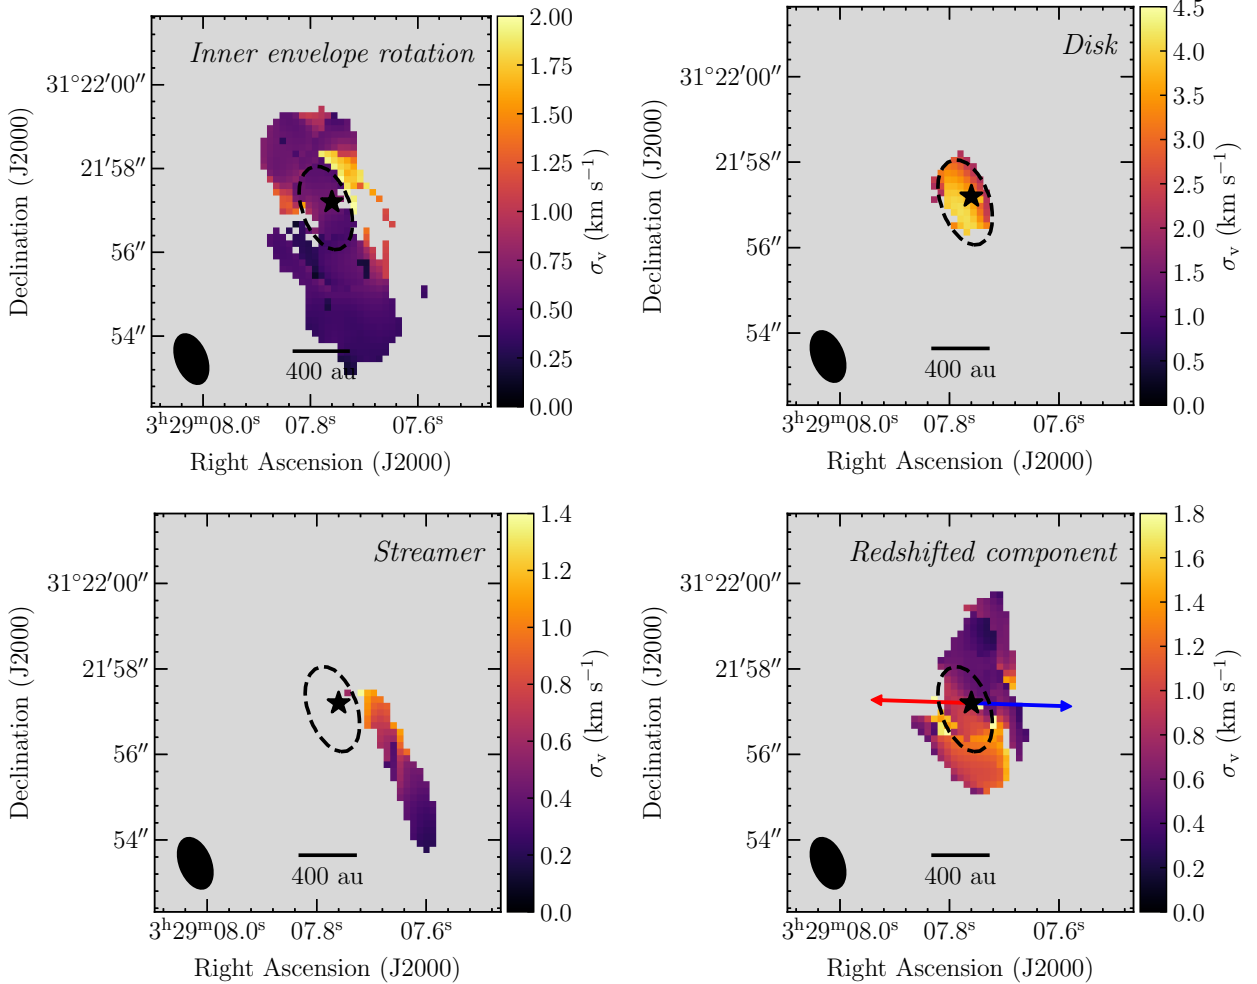 Inner envelope rotation
Declination (J2000)
31°22′00″
21′58″
56″
54″
400 au
3ʰ29ᵐ08.0ˢ 07.8ˢ 07.6ˢ
Right Ascension (J2000)
2.00
1.75
1.50
1.25
1.00
0.75
0.50
0.25
0.00
σᵥ (km s⁻¹)
Disk
Declination (J2000)
31°22′00″
21′58″
56″
54″
400 au
3ʰ29ᵐ08.0ˢ 07.8ˢ 07.6ˢ
Right Ascension (J2000)
4.5
4.0
3.5
3.0
2.5
2.0
1.5
1.0
0.5
0.0
σᵥ (km s⁻¹)
Streamer
Declination (J2000)
31°22′00″
21′58″
56″
54″
400 au
3ʰ29ᵐ08.0ˢ 07.8ˢ 07.6ˢ
Right Ascension (J2000)
1.4
1.2
1.0
0.8
0.6
0.4
0.2
0.0
σᵥ (km s⁻¹)
Redshifted component
Declination (J2000)
31°22′00″
21′58″
56″
54″
400 au
3ʰ29ᵐ08.0ˢ 07.8ˢ 07.6ˢ
Right Ascension (J2000)
1.8
1.6
1.4
1.2
1.0
0.8
0.6
0.4
0.2
0.0
σᵥ (km s⁻¹)